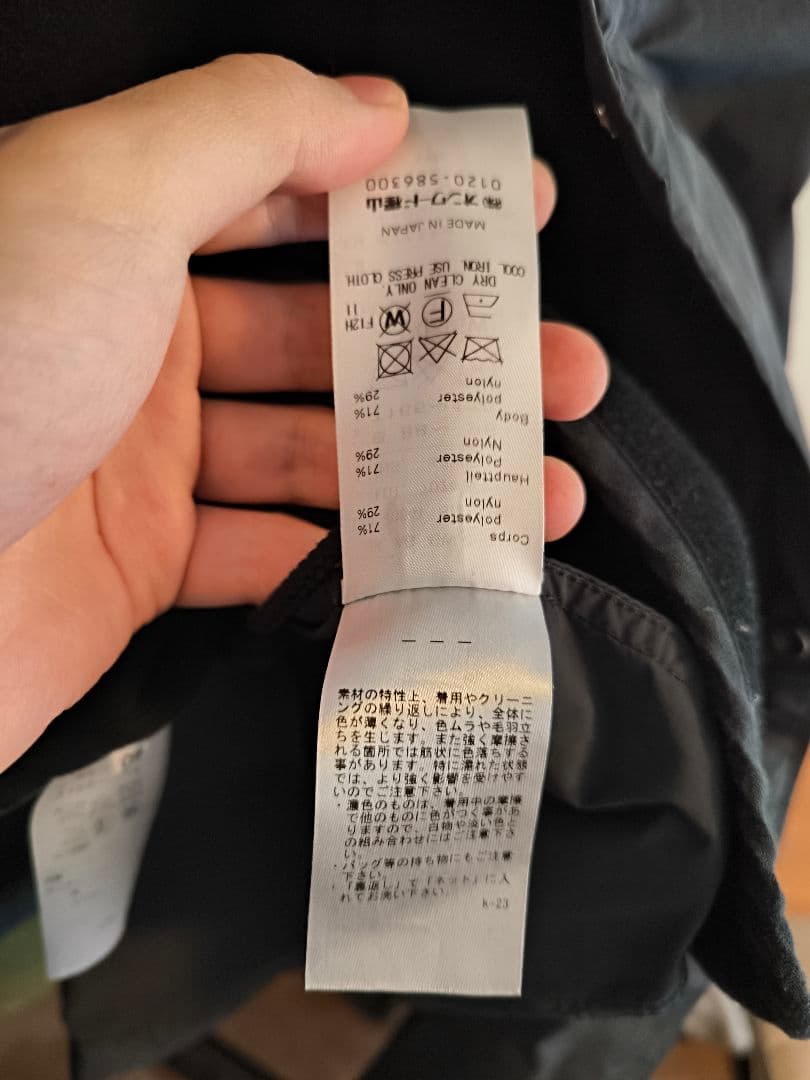 Corps
polyester 71%
nylon 29%
Hauptteil
Polyester 71%
Nylon 29%
Body
polyester 71%
nylon 29%
F W F12H
11
DRY CLEAN ONLY
COOL IRON USE PRESS CLOTH.
MADE IN JAPAN
㈱オンワード樫山
0120-586300
素材の特性上、着用やクリーニ
ングの繰り返しにより、全体に
色が薄くなり、色ムラや毛羽立
ちを生じます。また強く摩擦さ
れる箇所では筋状に色落ちする
事があります。特に濡れた状態
では、より強く影響を受けやす
いのでご注意下さい。
・濃色のものは、着用中の摩擦
で他のものに色がつく事があ
りますので、白物や淡い色と
の組み合わせにはご注意下さ
い。
・バッグ等の持ち物にもご注意
下さい。
・「裏返し」で「ネット」に入
れてお洗い下さい。
k-23